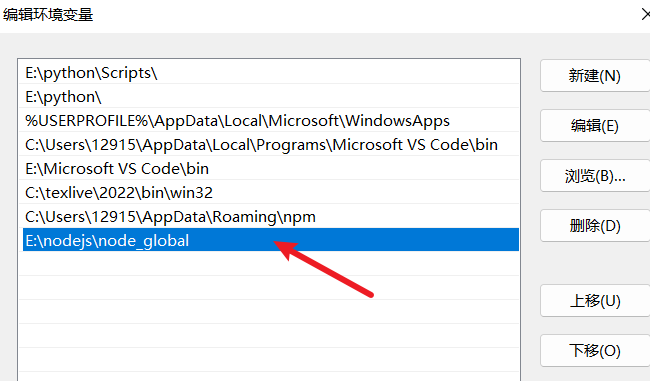 编辑环境变量
E:\python\Scripts\
E:\python\
%USERPROFILE%\AppData\Local\Microsoft\WindowsApps
C:\Users\12915\AppData\Local\Programs\Microsoft VS Code\bin
E:\Microsoft VS Code\bin
C:\texlive\2022\bin\win32
C:\Users\12915\AppData\Roaming\npm
E:\nodejs\node_global
新建(N)
编辑(E)
浏览(B)...
删除(D)
上移(U)
下移(O)